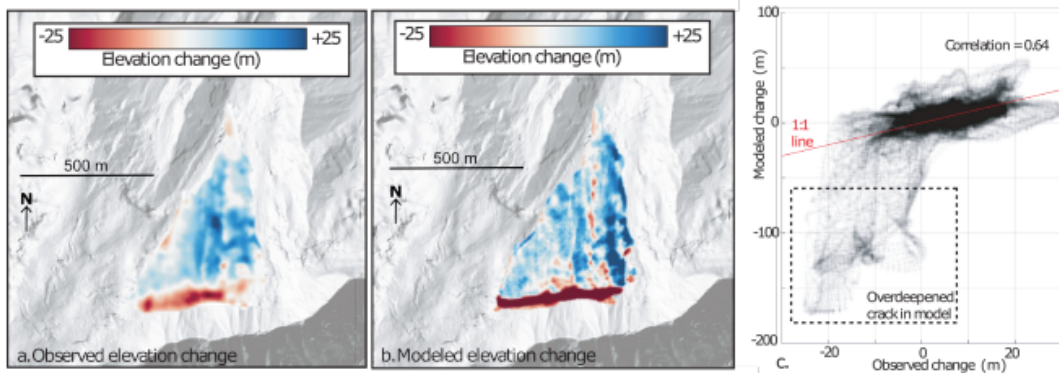 -25
+25
Elevation change (m)
500 m
N
a.Observed elevation change
-25
+25
Elevation change (m)
500 m
N
b. Modeled elevation change
100
0
-100
-200
Modeled change (m)
Correlation = 0.64
1:1
line
Overdeepened
crack in model
-20
0
20
C.
Observed change (m)